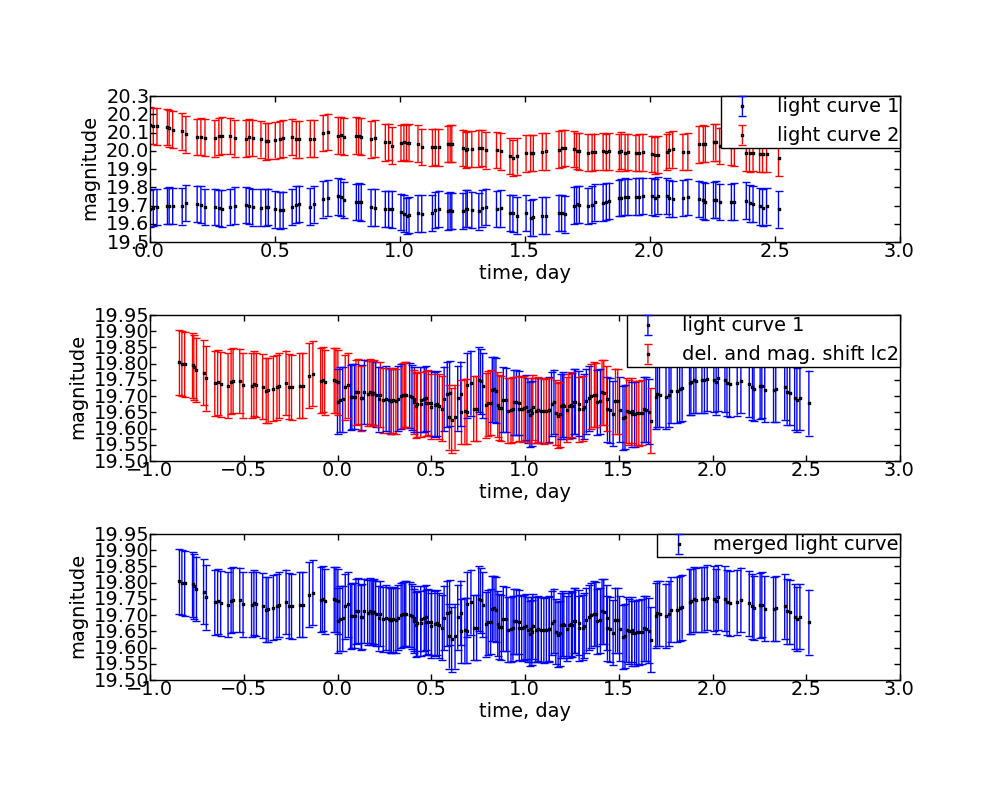 20.3
20.2
20.1
20.0
19.9
19.8
19.7
19.6
19.5
magnitude
light curve 1
light curve 2
0.0 0.5 1.0 1.5 2.0 2.5 3.0
time, day
19.95
19.90
19.85
19.80
19.75
19.70
19.65
19.60
19.55
19.50
magnitude
light curve 1
del. and mag. shift lc2
−1.0 −0.5 0.0 0.5 1.0 1.5 2.0 2.5 3.0
time, day
19.95
19.90
19.85
19.80
19.75
19.70
19.65
19.60
19.55
19.50
magnitude
merged light curve
−1.0 −0.5 0.0 0.5 1.0 1.5 2.0 2.5 3.0
time, day